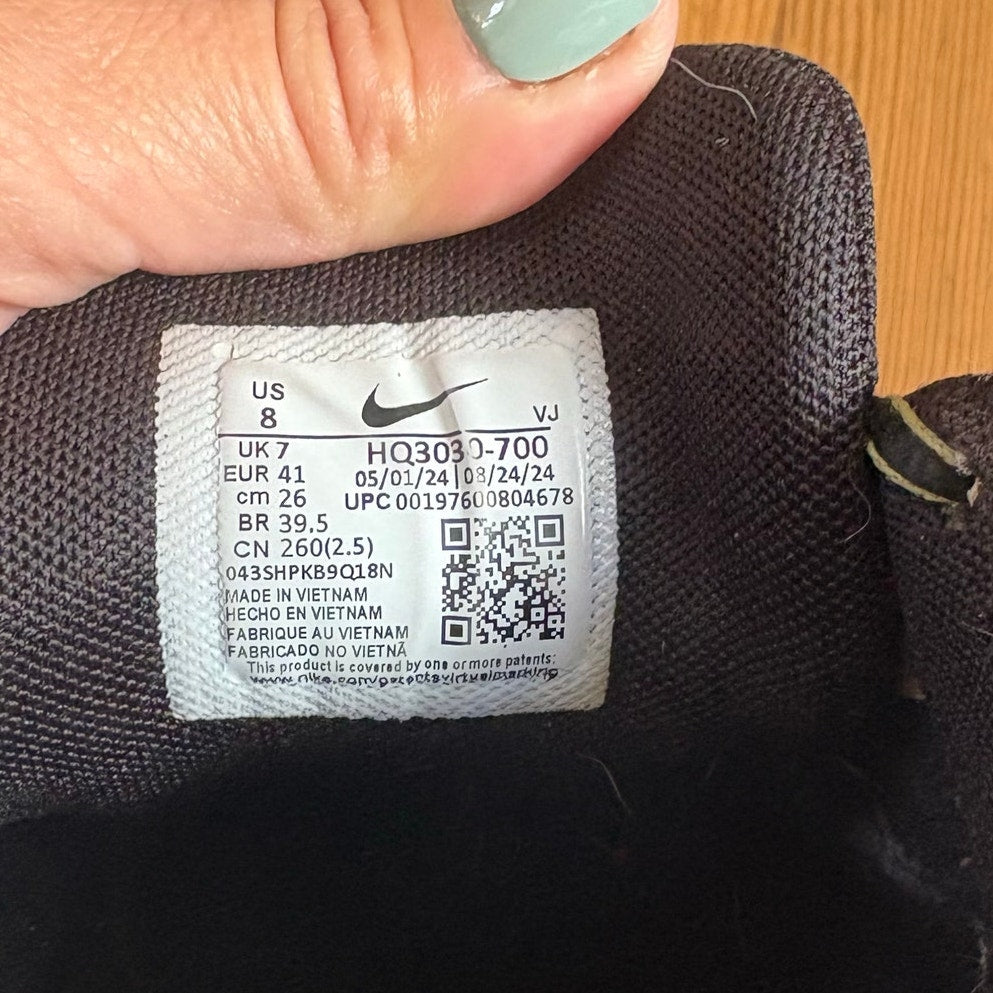 US
8
VJ
UK 7
HQ3030-700
EUR 41
05/01/24|08/24/24
cm 26
UPC 00197600804678
BR 39,5
CN 260(2.5)
043SHPKB9Q18N
MADE IN VIETNAM
HECHO EN VIETNAM
FABRIQUE AU VIETNAM
FABRICADO NO VIETNÃ
This product is covered by one or more patents: